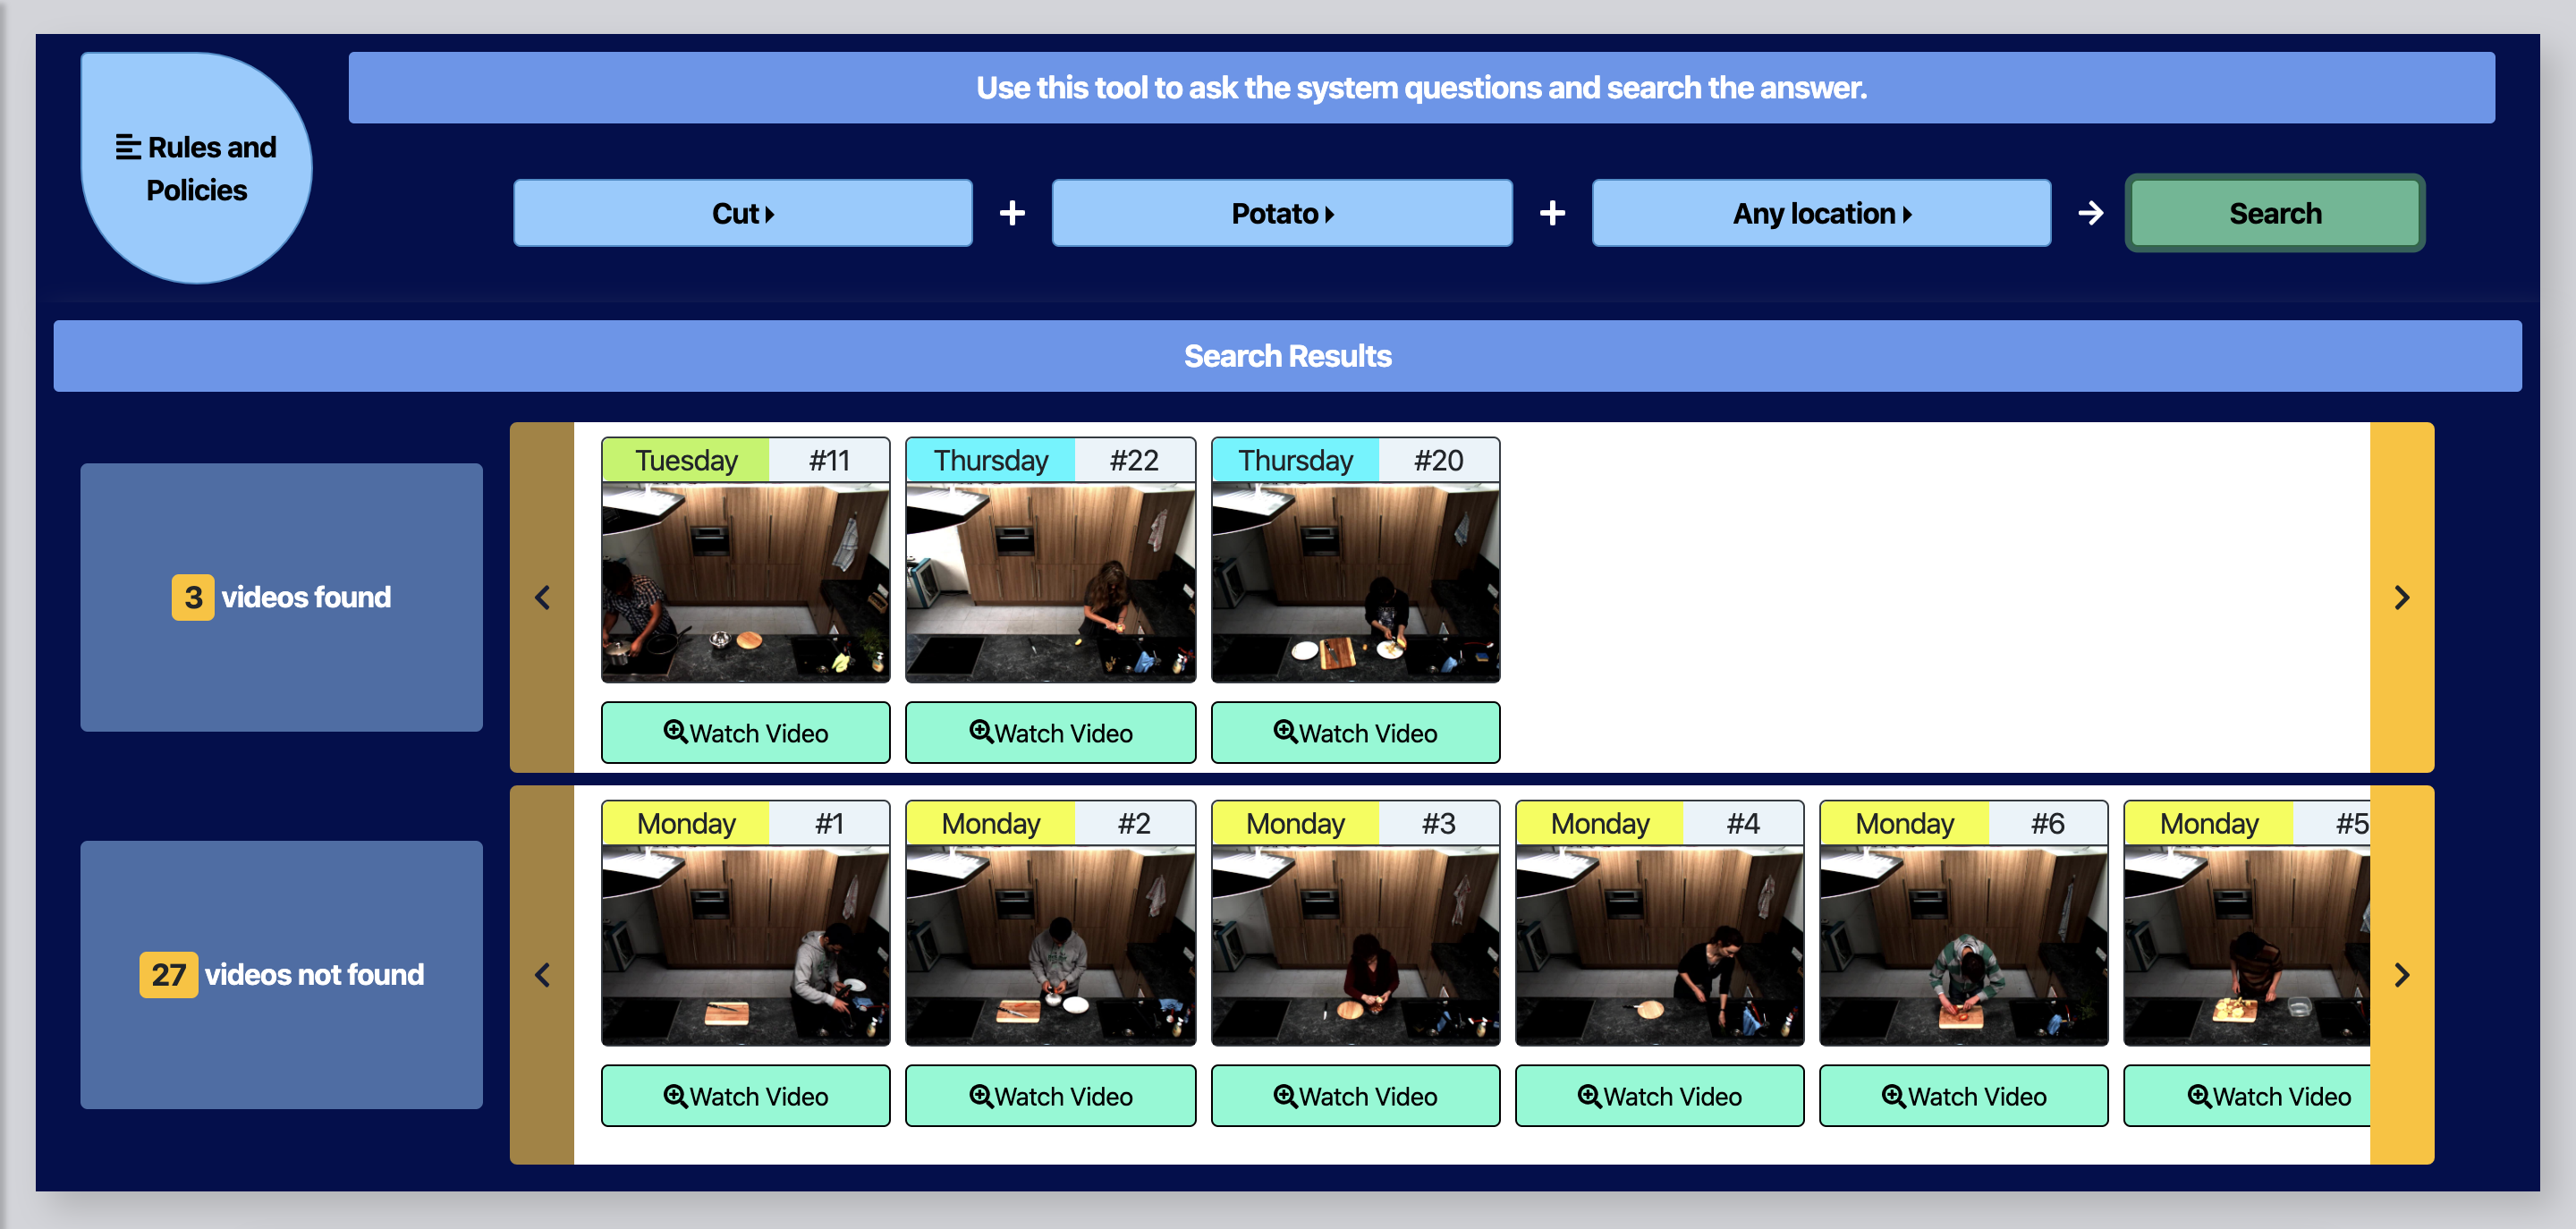 Rules and
Policies
Use this tool to ask the system questions and search the answer.
Cut
Potato
Any location
Search
Search Results
3 videos found
Tuesday #11
Thursday #22
Thursday #20
Watch Video
Watch Video
Watch Video
27 videos not found
Monday #1
Monday #2
Monday #3
Monday #4
Monday #6
Monday #5
Watch Video
Watch Video
Watch Video
Watch Video
Watch Video
Watch Video